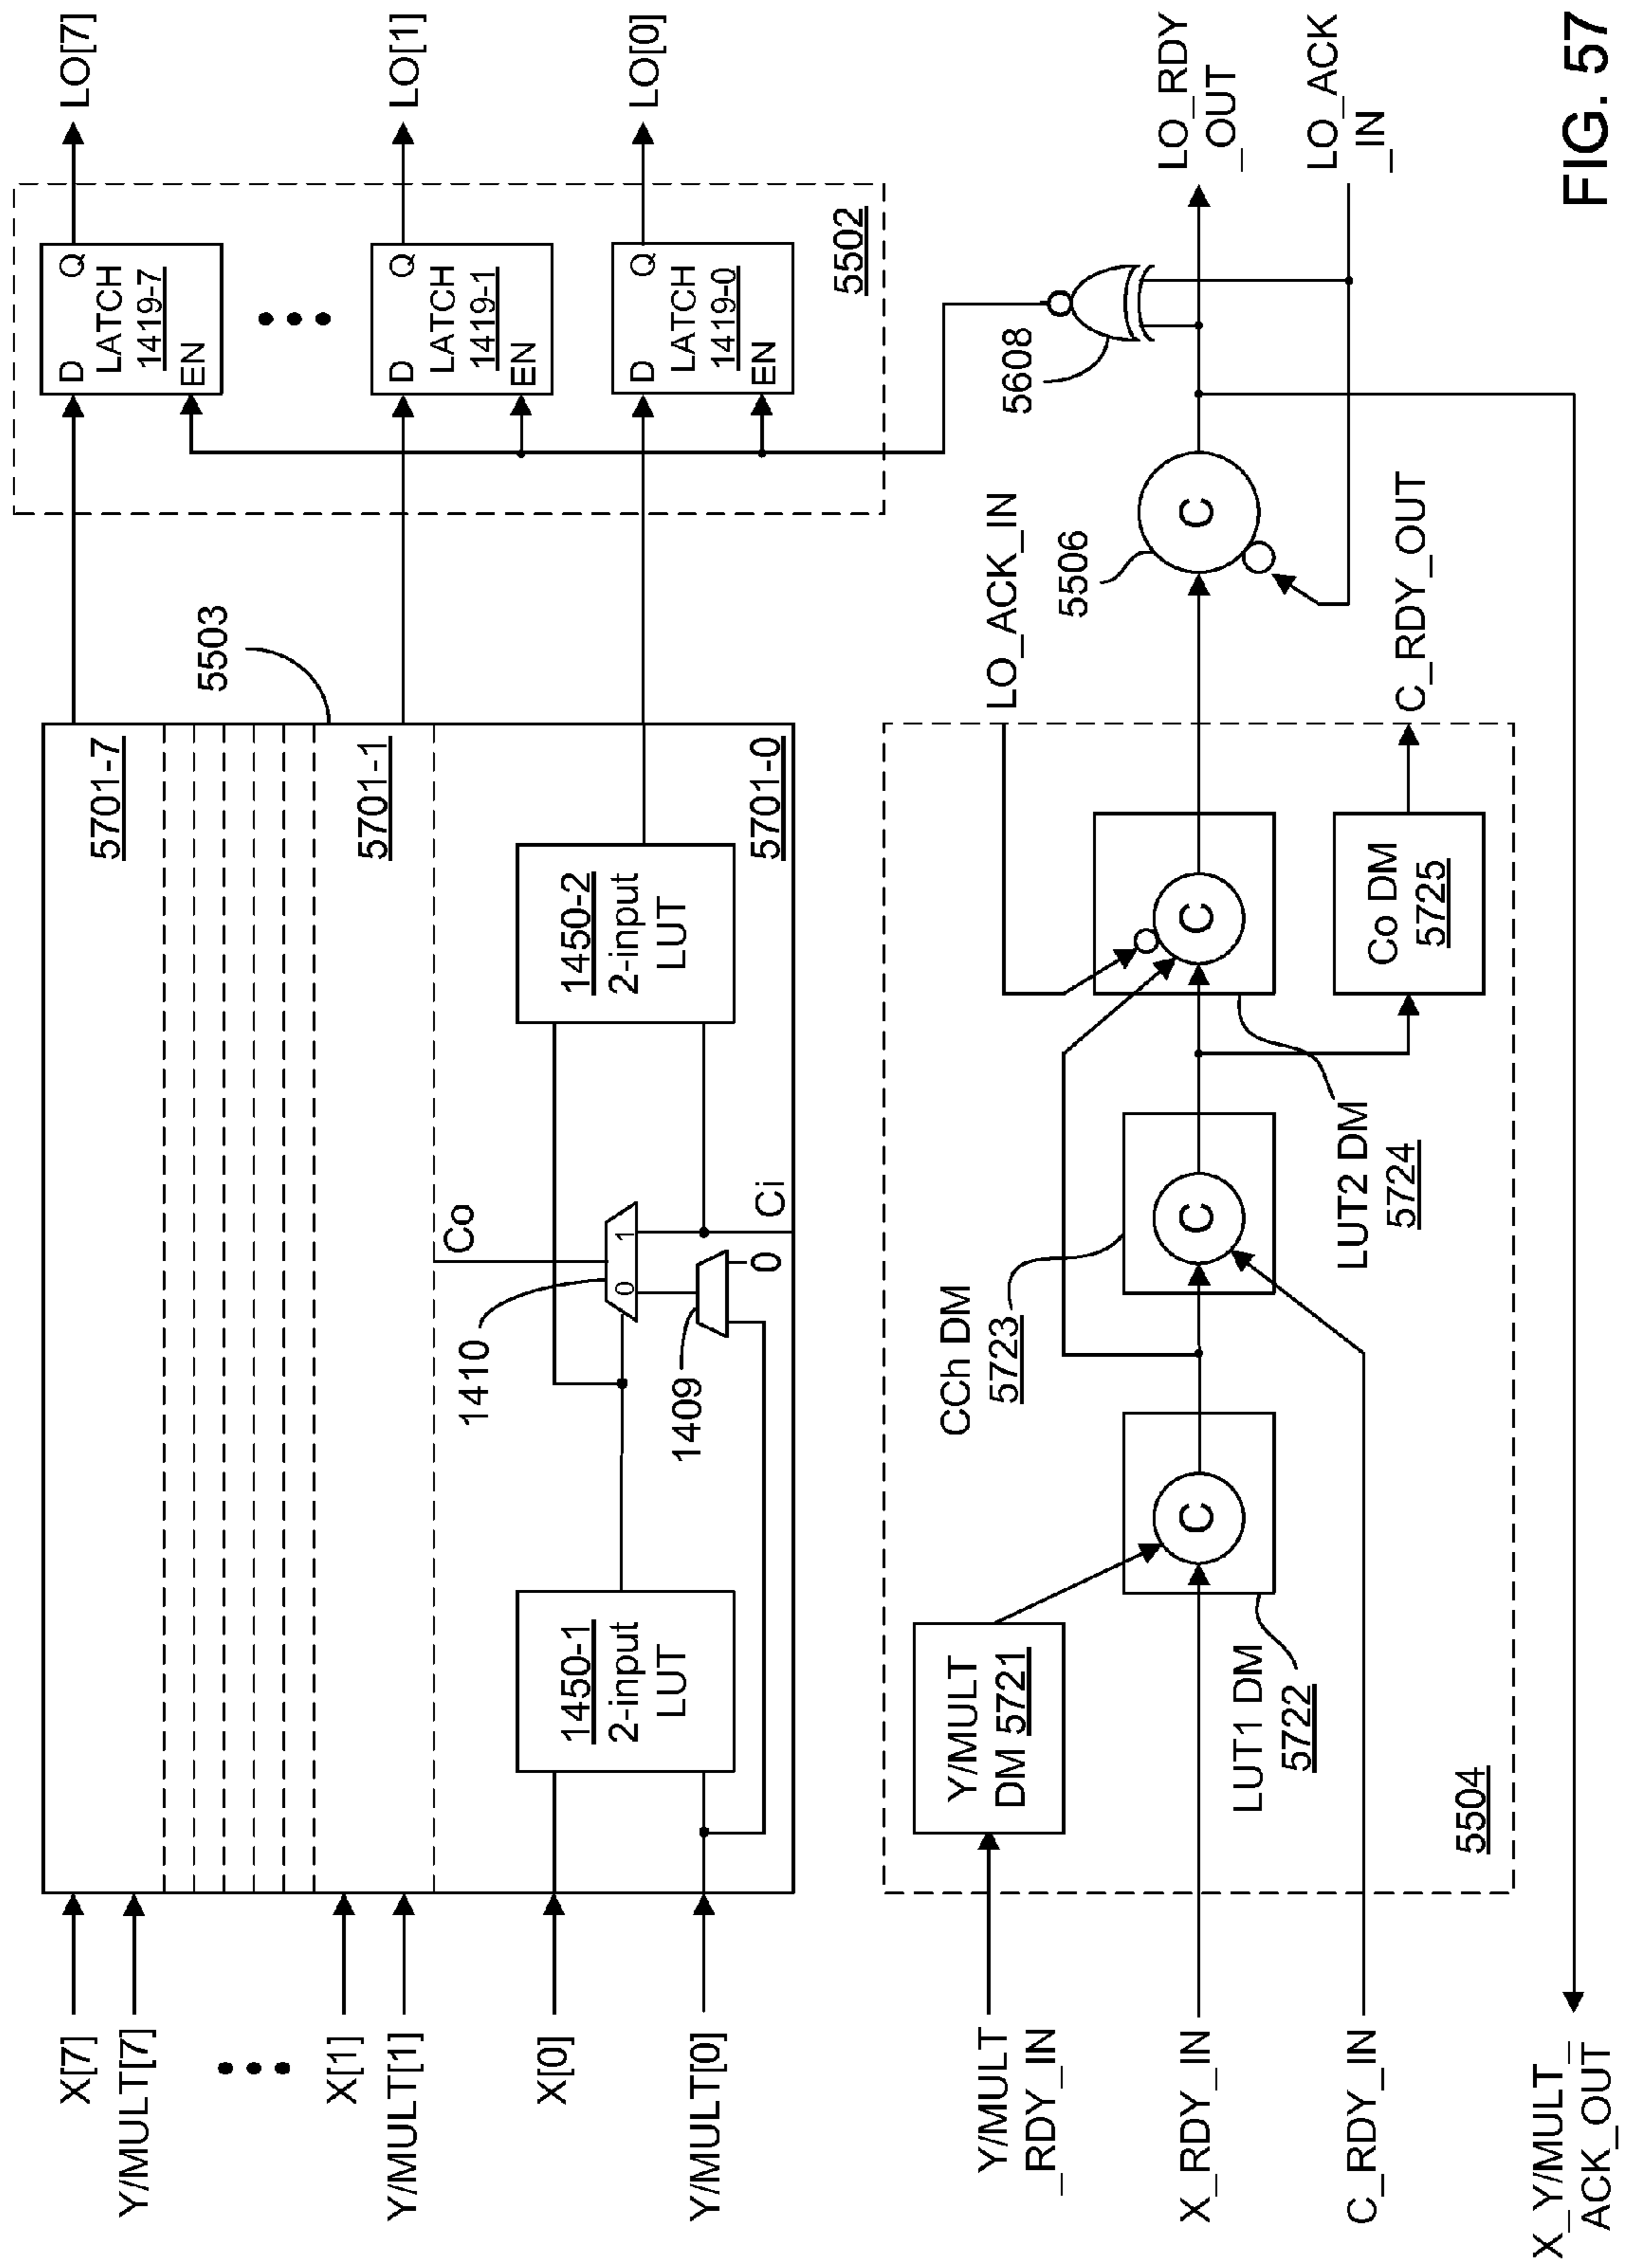 X[7]
Y/MULT[7]
X[1]
Y/MULT[1]
X[0]
Y/MULT[0]
5701-7
5701-1
5701-0
5503
1450-1
2-input
LUT
1410
1409
0
1
Co
0
Ci
1450-2
2-input
LUT
D Q
LATCH
1419-7
EN
D Q
LATCH
1419-1
EN
D Q
LATCH
1419-0
EN
5502
LO[7]
LO[1]
LO[0]
Y/MULT
_RDY_IN
X_RDY_IN
C_RDY_IN
X_Y/MULT_
ACK_OUT
Y/MULT
DM 5721
LUT1 DM
5722
C
CCh DM
5723
C
LUT2 DM
5724
C
Co DM
5725
5504
LO_ACK_IN
C_RDY_OUT
5506
C
5608
LO_RDY
_OUT
LO_ACK
_IN
FIG. 57